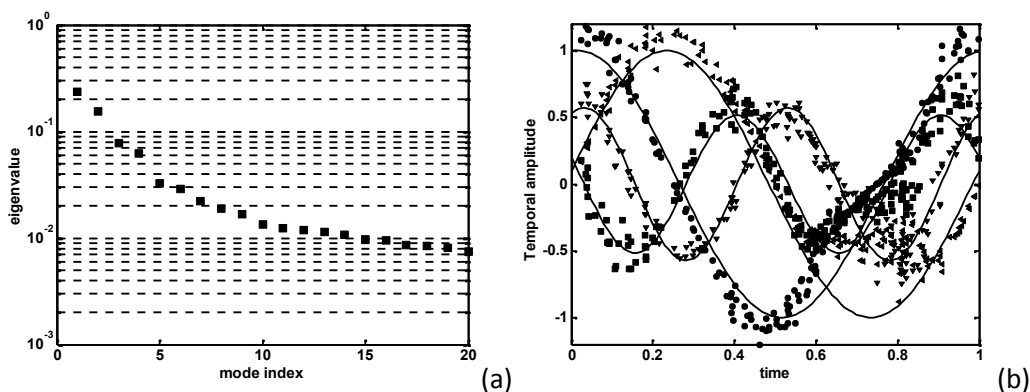 10^0
10^-1
10^-2
10^-3
eigenvalue
0 5 10 15 20
mode index
(a)
1
0.5
0
-0.5
-1
Temporal amplitude
0 0.2 0.4 0.6 0.8 1
time
(b)